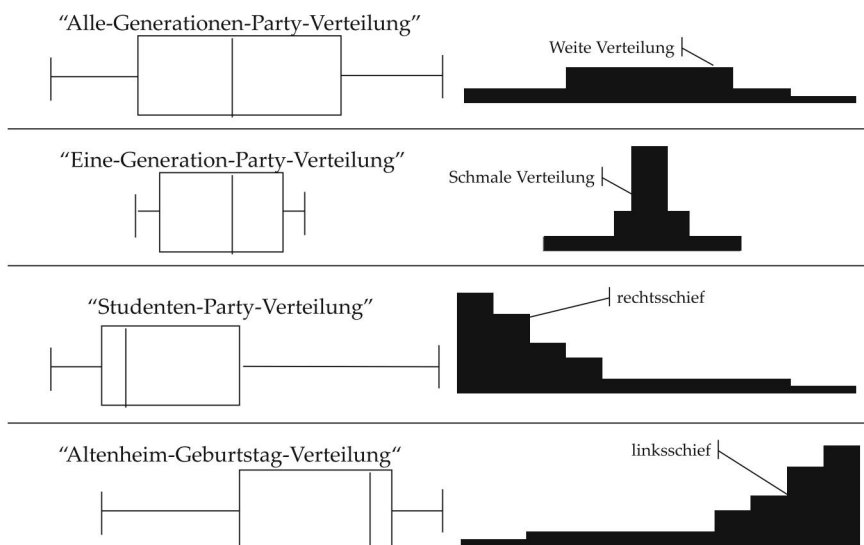 “Alle-Generationen-Party-Verteilung”
Weite Verteilung
“Eine-Generation-Party-Verteilung”
Schmale Verteilung
“Studenten-Party-Verteilung”
rechtsschief
“Altenheim-Geburtstag-Verteilung“
linksschief